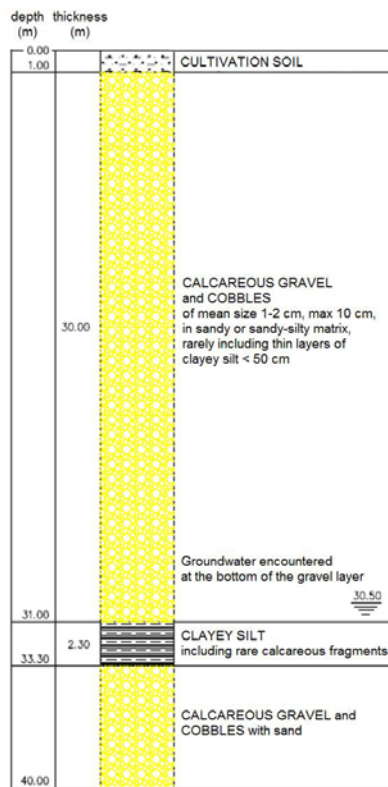 depth thickness
(m) (m)
0.00
1.00
CULTIVATION SOIL
CALCAREOUS GRAVEL
and COBBLES
of mean size 1-2 cm, max 10 cm,
in sandy or sandy-silty matrix,
rarely including thin layers of
clayey silt < 50 cm
30.00
Groundwater encountered
at the bottom of the gravel layer
30.50
31.00
2.30
CLAYEY SILT
including rare calcareous fragments
33.30
CALCAREOUS GRAVEL and
COBBLES with sand
40.00